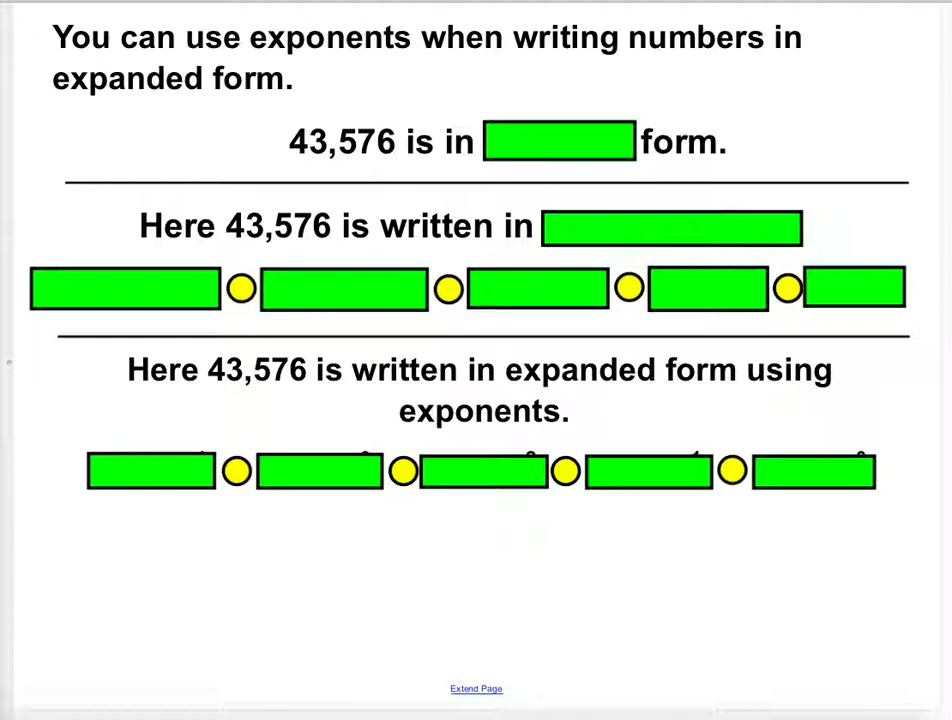 You can use exponents when writing numbers in
expanded form.
43,576 is in form.
Here 43,576 is written in
Here 43,576 is written in expanded form using
exponents.
Extend Page